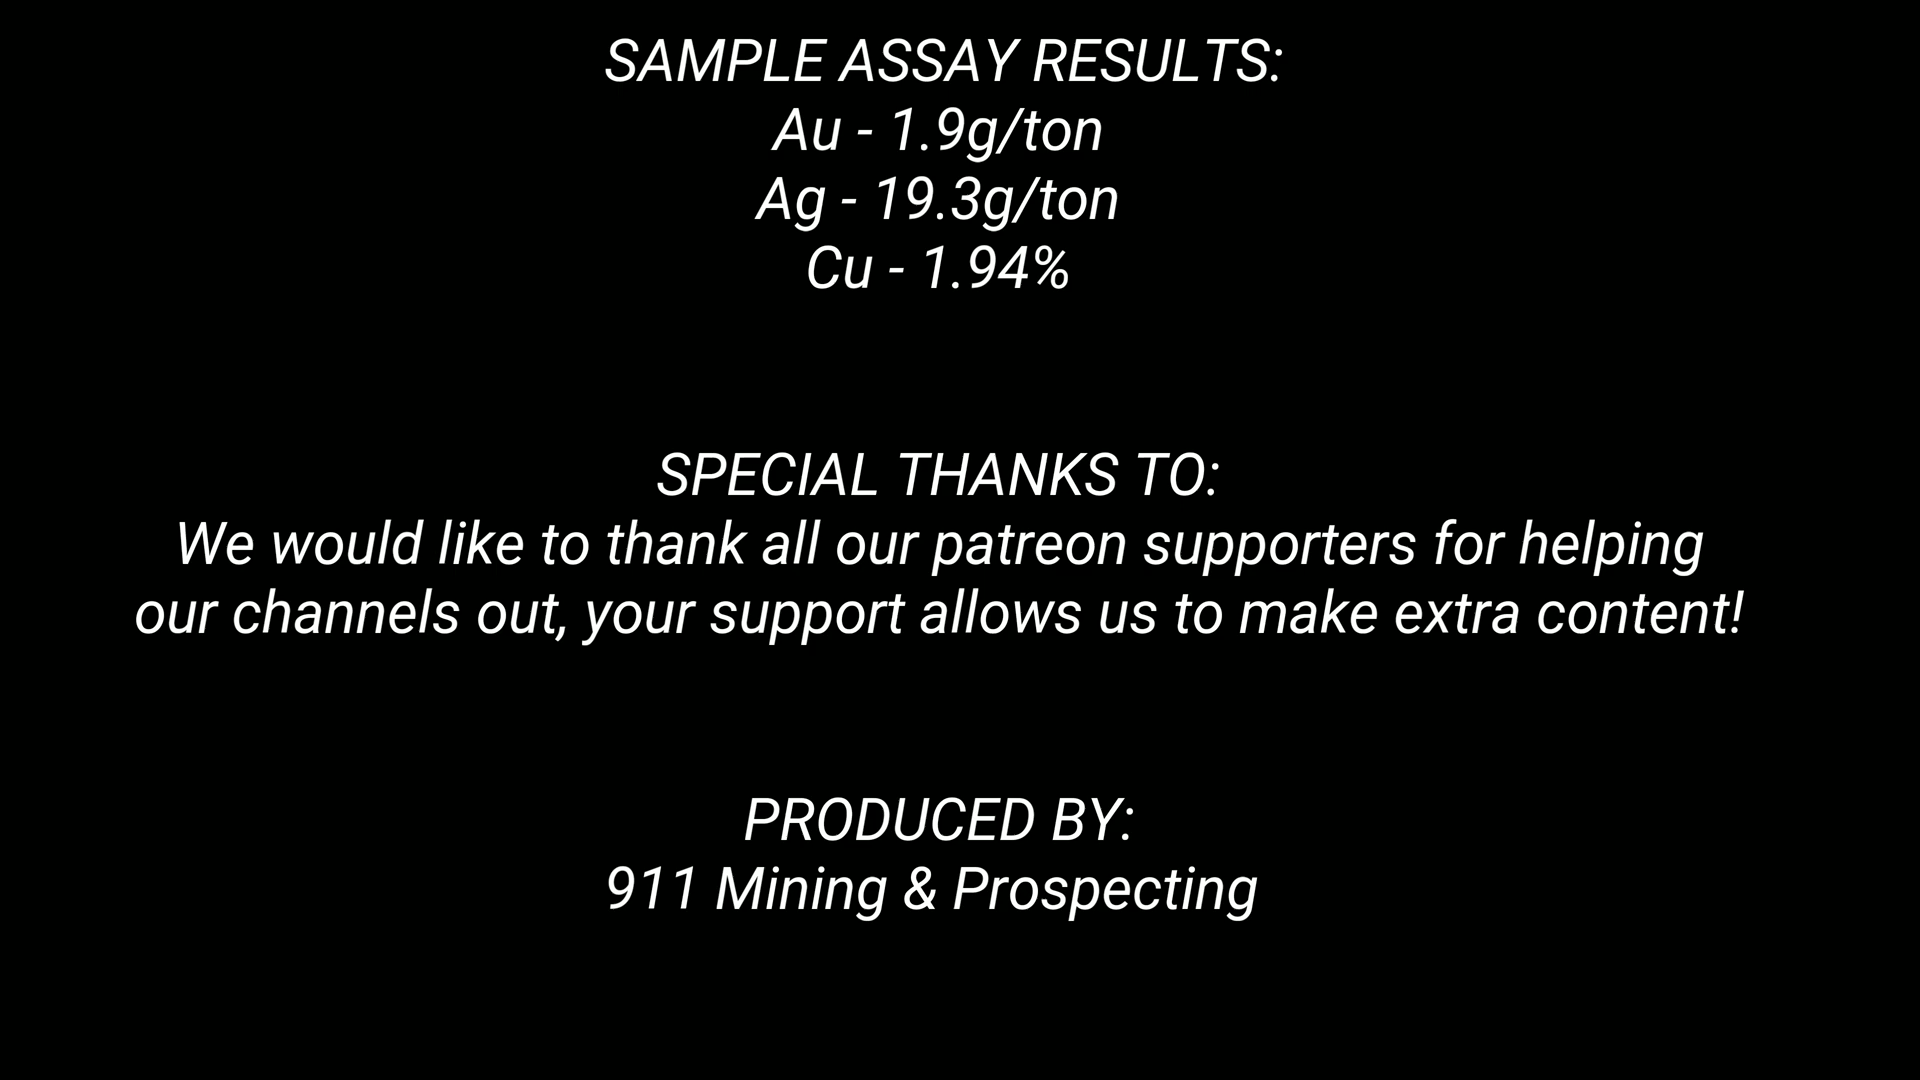 SAMPLE ASSAY RESULTS:
Au - 1.9g/ton
Ag - 19.3g/ton
Cu - 1.94%
SPECIAL THANKS TO:
We would like to thank all our patreon supporters for helping
our channels out, your support allows us to make extra content!
PRODUCED BY:
911 Mining & Prospecting